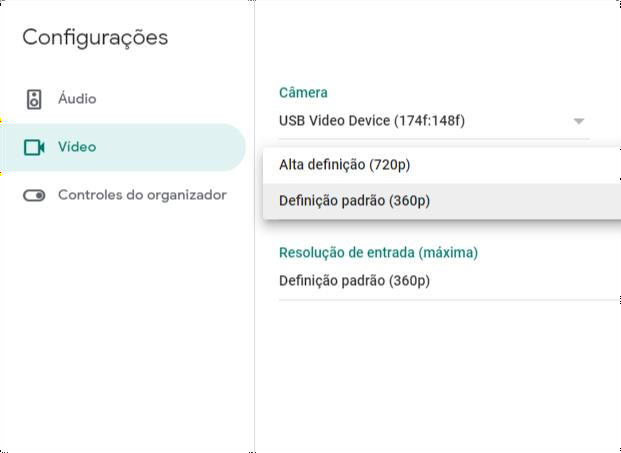 Configurações
Áudio
Vídeo
Controles do organizador
Câmera
USB Video Device (174f:148f)
Alta definição (720p)
Definição padrão (360p)
Resolução de entrada (máxima)
Definição padrão (360p)